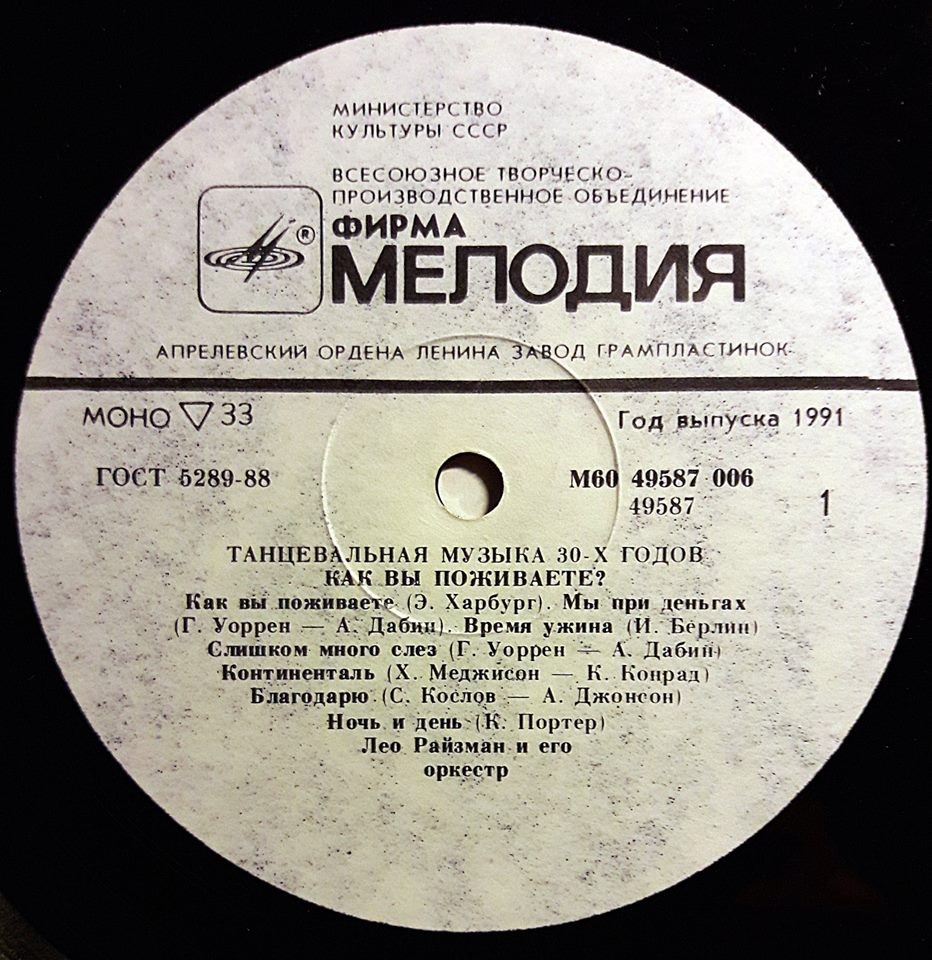 МИНИСТЕРСТВО
КУЛЬТУРЫ СССР
ВСЕСОЮЗНОЕ ТВОРЧЕСКО-
ПРОИЗВОДСТВЕННОЕ ОБЪЕДИНЕНИЕ
ФИРМА
®
МЕЛОДИЯ
АПРЕЛЕВСКИЙ ОРДЕНА ЛЕНИНА ЗАВОД ГРАМПЛАСТИНОК
МОНО ▽ 33
Год выпуска 1991
ГОСТ 5289-88
М60 49587 006
49587
1
ТАНЦЕВАЛЬНАЯ МУЗЫКА 30-Х ГОДОВ
КАК ВЫ ПОЖИВАЕТЕ?
Как вы поживаете (Э. Харбург). Мы при деньгах
(Г. Уоррен — А. Дабин). Время ужина (И. Берлин)
Слишком много слез (Г. Уоррен — А. Дабин)
Континенталь (Х. Меджисон — К. Конрад)
Благодарю (С. Кослов — А. Джонсон)
Ночь и день (К. Портер)
Лео Райзман и его
оркестр